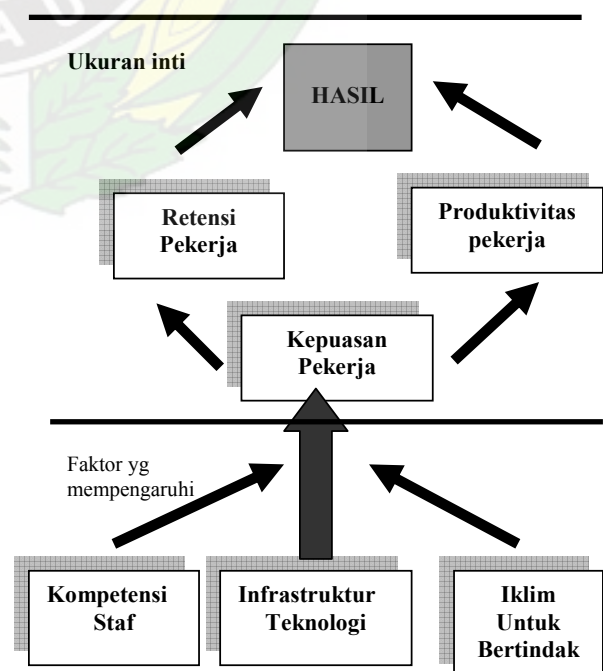 Ukuran inti
HASIL
Retensi
Pekerja
Produktivitas
pekerja
Kepuasan
Pekerja
Faktor yg
mempengaruhi
Kompetensi
Staf
Infrastruktur
Teknologi
Iklim
Untuk
Bertindak